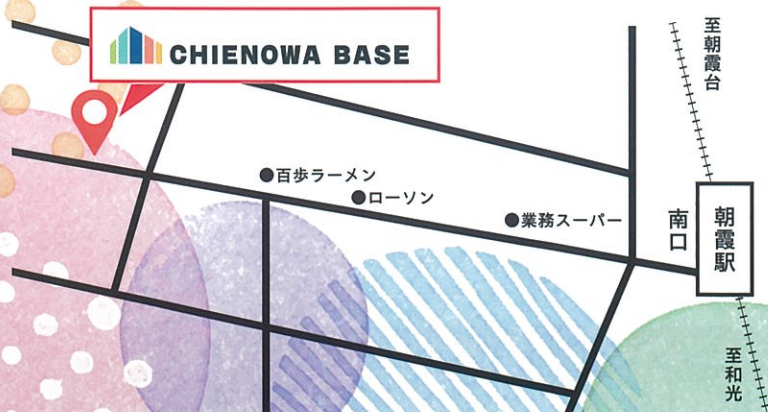 CHIENOWA BASE
至朝霞台
●百歩ラーメン
●ローソン
●業務スーパー
南口
朝霞駅
至和光